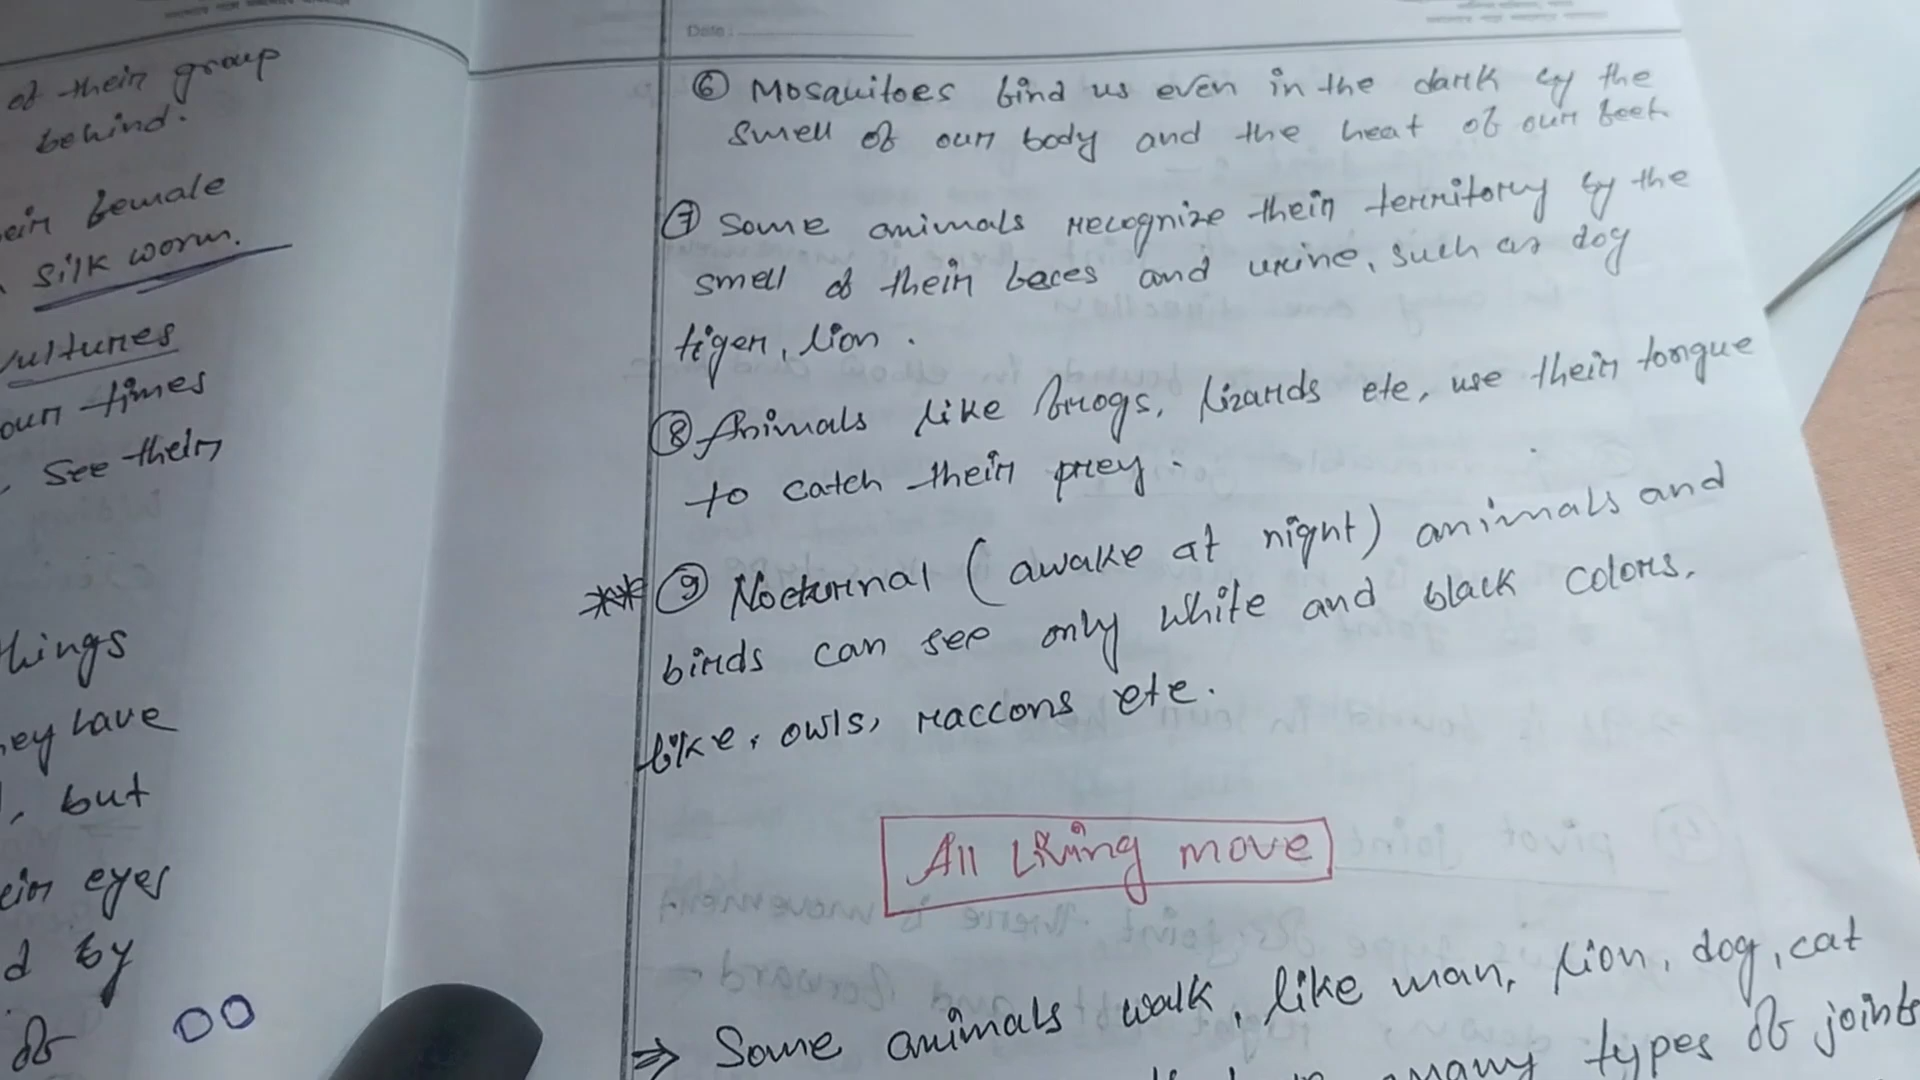 of their group
behind.
female
silk worm.
vultures
times
see their
things
have
, but
eyes
by
of
Date:
⑥ Mosquitoes find us even in the dark by the
smell of our body and the heat of our feet
⑦ Some animals recognize their territory by the
smell of their feces and urine, such as dog
tiger, lion.
⑧ Animals like frogs, lizards etc, use their tongue
to catch their prey.
** ⑨ Nocturnal (awake at night) animals and
birds can see only white and black colors.
like, owls, raccons etc.
All Living move
⇒ Some animals walk, like man, lion, dog, cat
many types of joints